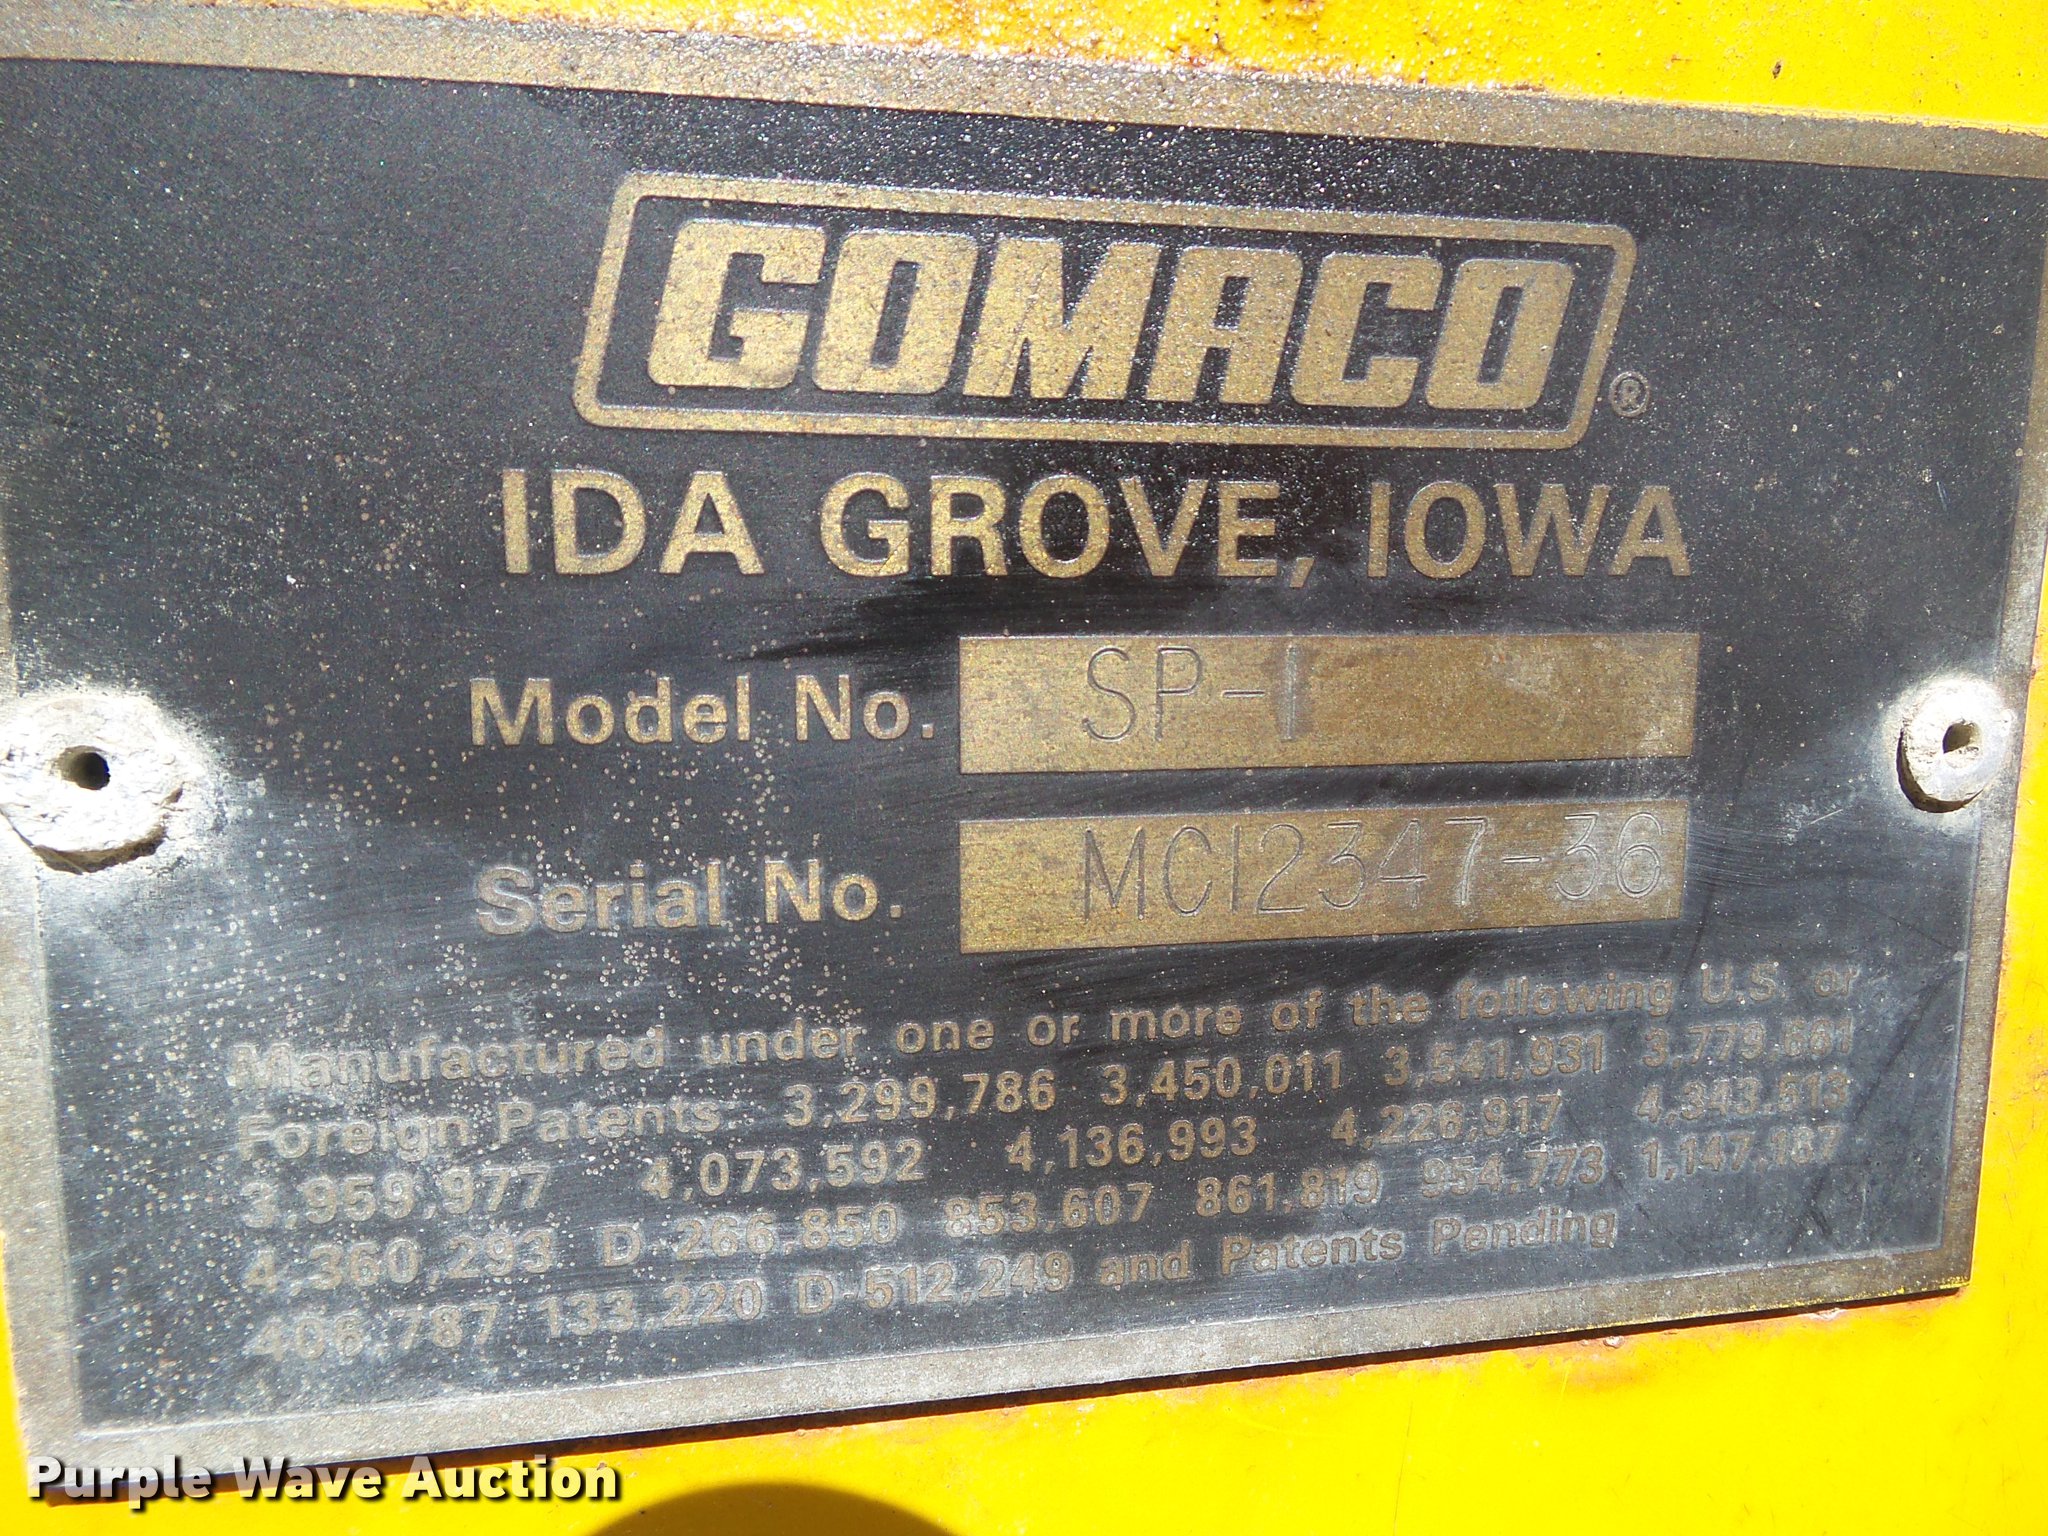 GOMACO®
IDA GROVE, IOWA
Model No. SP-1
Serial No. MC12347-36
Manufactured under one or more of the following U.S. or
Foreign Patents. 3,299,786 3,450,011 3,541,931 3,779,661
3,959,977 4,073,592 4,136,993 4,226,917 4,343,513
4,360,293 D-266,850 853,607 861,819 954,773 1,147,187
406,787 133,220 D-512,249 and Patents Pending
Purple Wave Auction